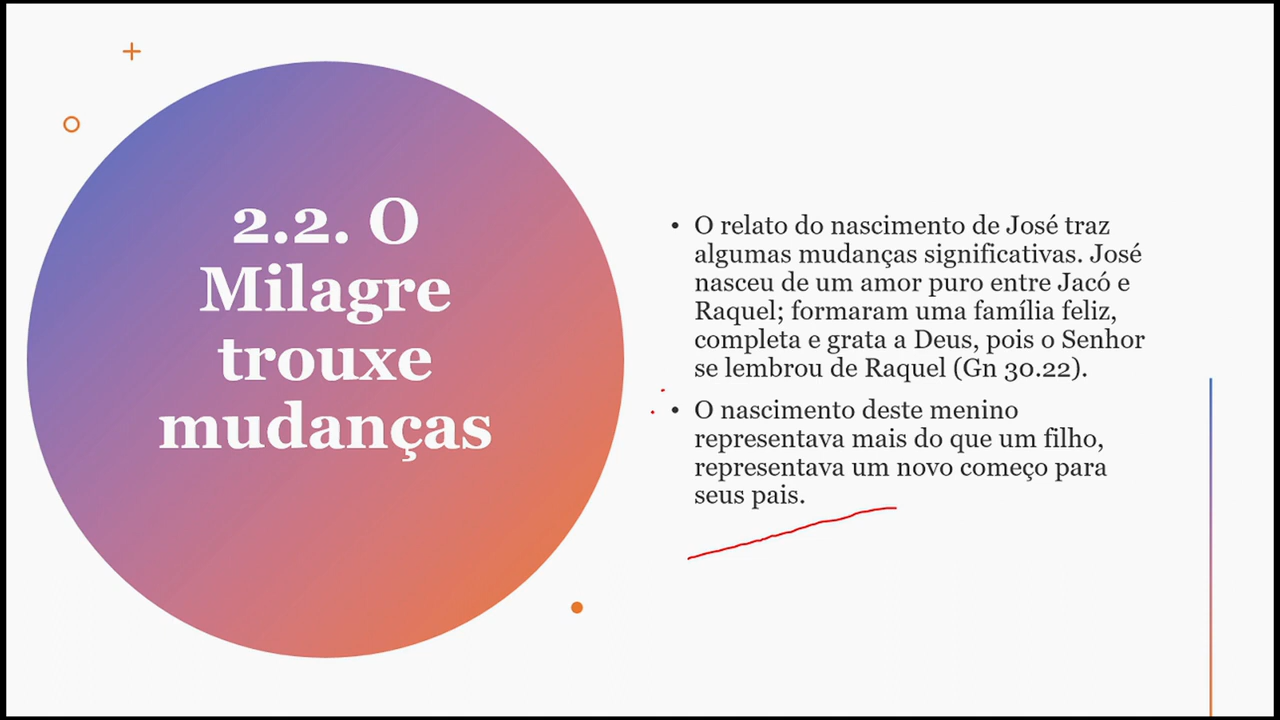 2.2. O
Milagre
trouxe
mudanças
• O relato do nascimento de José traz
algumas mudanças significativas. José
nasceu de um amor puro entre Jacó e
Raquel; formaram uma família feliz,
completa e grata a Deus, pois o Senhor
se lembrou de Raquel (Gn 30.22).
• O nascimento deste menino
representava mais do que um filho,
representava um novo começo para
seus pais.